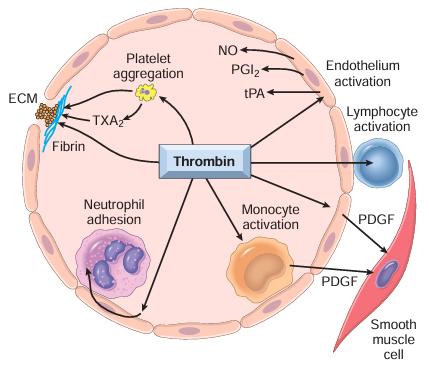 NO
PGI₂
tPA
Endothelium
activation
Platelet
aggregation
ECM
TXA₂
Fibrin
Lymphocyte
activation
Thrombin
Neutrophil
adhesion
Monocyte
activation
PDGF
PDGF
Smooth
muscle
cell